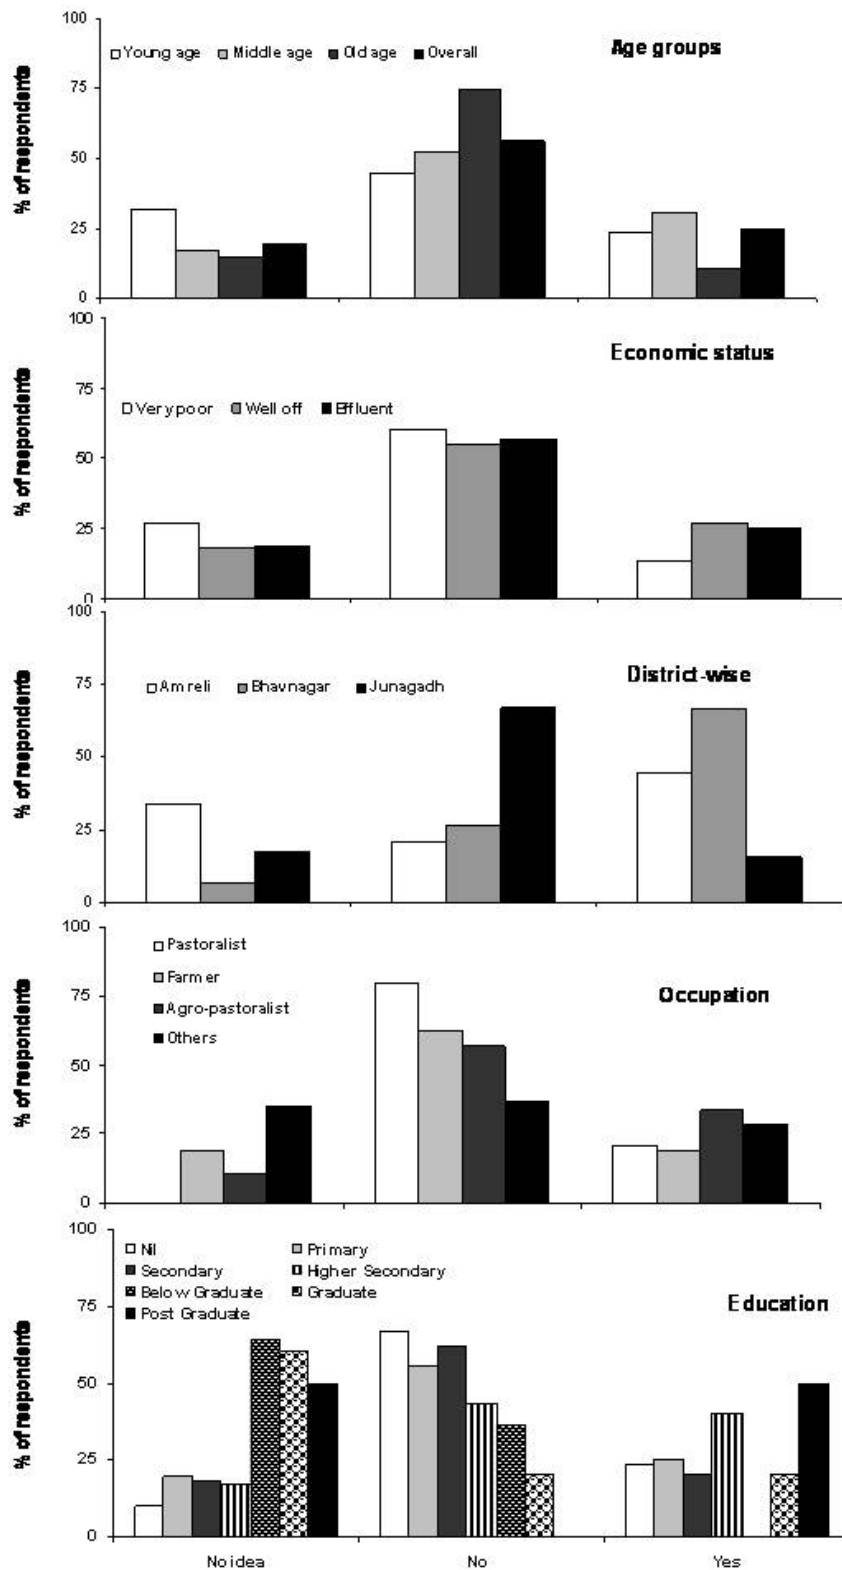 100
Age groups
Young age Middle age Old age Overall
75
50
25
0
% of respondents
100
Economic status
75
Very poor Well off Effluent
50
25
0
% of respondents
100
District-wise
75
Amreli Bhavnagar Junagadh
50
25
0
% of respondents
100
Pastoralist
Farmer
75
Occupation
Agro-pastoralist
Others
50
25
0
% of respondents
100
Nil Primary
Secondary Higher Secondary
Below Graduate Graduate
Post Graduate
Education
75
50
25
0
% of respondents
No idea No Yes